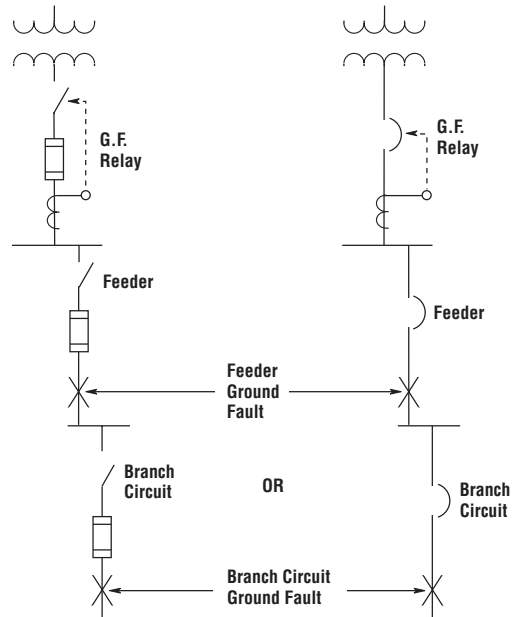 G.F.
Relay
G.F.
Relay
Feeder
Feeder
Feeder
Ground
Fault
Branch
Circuit
OR
Branch
Circuit
Branch Circuit
Ground Fault